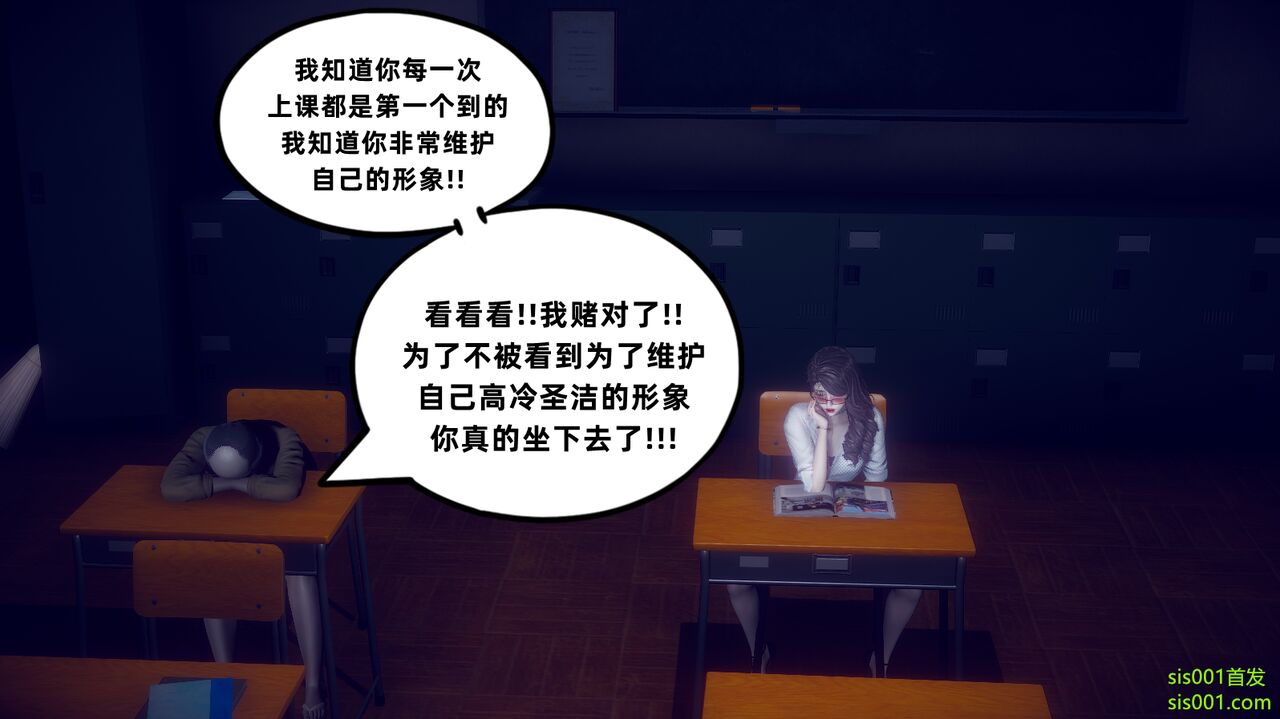 我知道你每一次
上课都是第一个到的
我知道你非常维护
自己的形象!!
看看看!!我赌对了!!
为了不被看到为了维护
自己高冷圣洁的形象
你真的坐下去了!!!
sis001首发
sis001.com